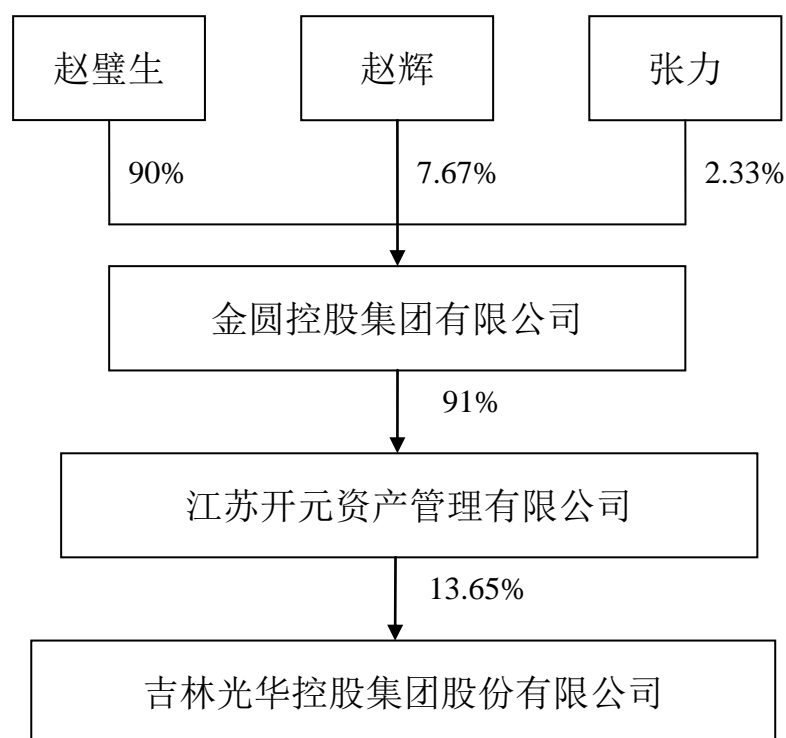 赵璧生 赵辉 张力
90% 7.67% 2.33%
金圆控股集团有限公司
91%
江苏开元资产管理有限公司
13.65%
吉林光华控股集团股份有限公司